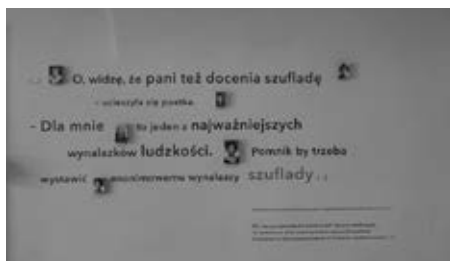 O, widzę, że pani też docenia szufladę
- ucieszyła się poetka.
- Dla mnie to jeden z najważniejszych
wynalazków ludzkości. Pomnik by trzeba
wystawić anonimowemu wynalazcy szuflady...